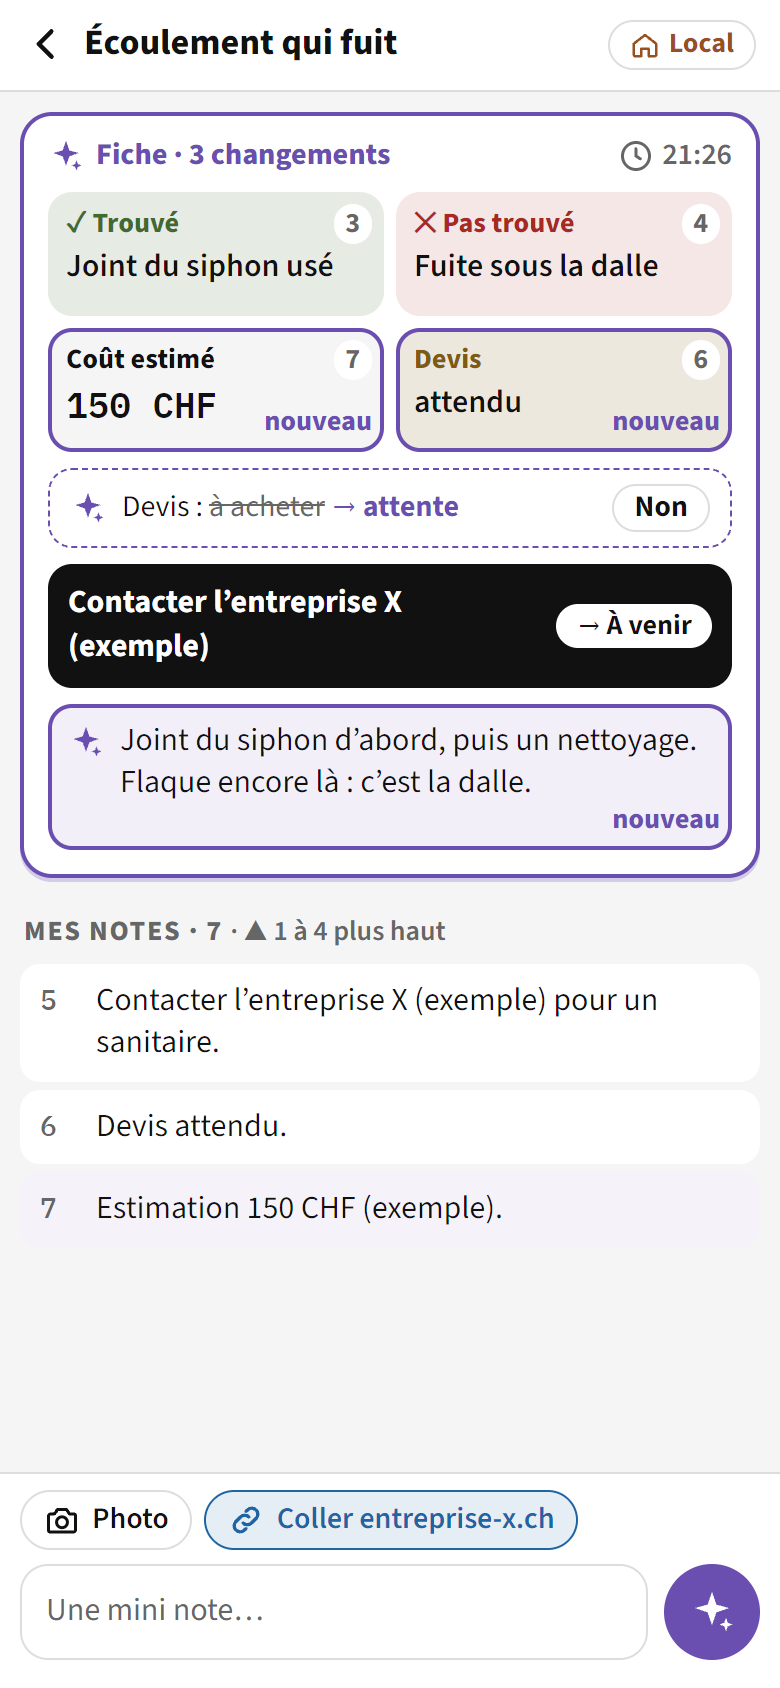 Écoulement qui fuit
Local
Fiche · 3 changements
21:26
✓ Trouvé
3
Joint du siphon usé
✕ Pas trouvé
4
Fuite sous la dalle
Coût estimé
7
150 CHF
nouveau
Devis
6
attendu
nouveau
Devis : à acheter → attente
Non
Contacter l’entreprise X
(exemple)
→ À venir
Joint du siphon d’abord, puis un nettoyage.
Flaque encore là : c’est la dalle.
nouveau
MES NOTES · 7 · ▲ 1 à 4 plus haut
5 Contacter l’entreprise X (exemple) pour un
sanitaire.
6 Devis attendu.
7 Estimation 150 CHF (exemple).
Photo
Coller entreprise-x.ch
Une mini note…